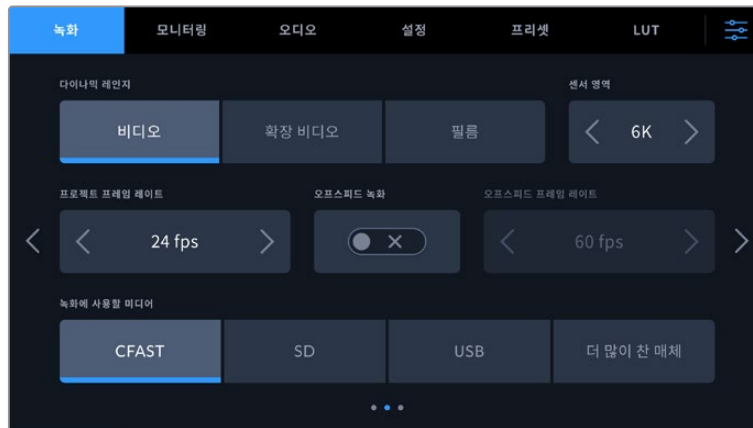 녹화 모니터링 오디오 설정 프리셋 LUT
다이나믹 레인지 센서 영역
비디오 확장 비디오 필름 6K
프로젝트 프레임 레이트 오프스피드 녹화 오프스피드 프레임 레이트
24 fps 60 fps
녹화에 사용할 미디어
CFAST SD USB 더 많이 찬 매체